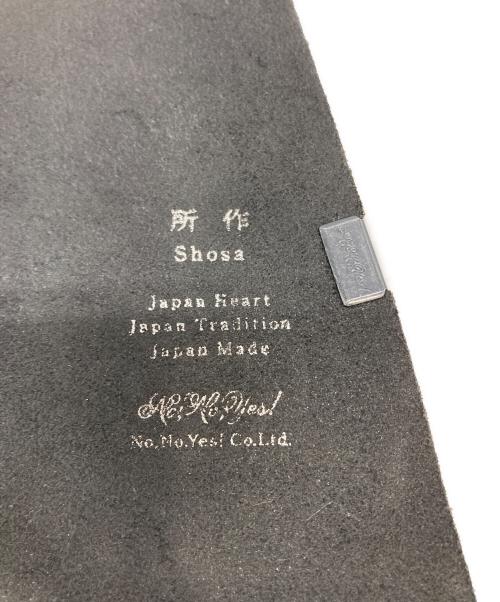 所作
Shosa
Japan Heart
Japan Tradition
Japan Made
No,No,Yes!
No,No,Yes! Co.Ltd.